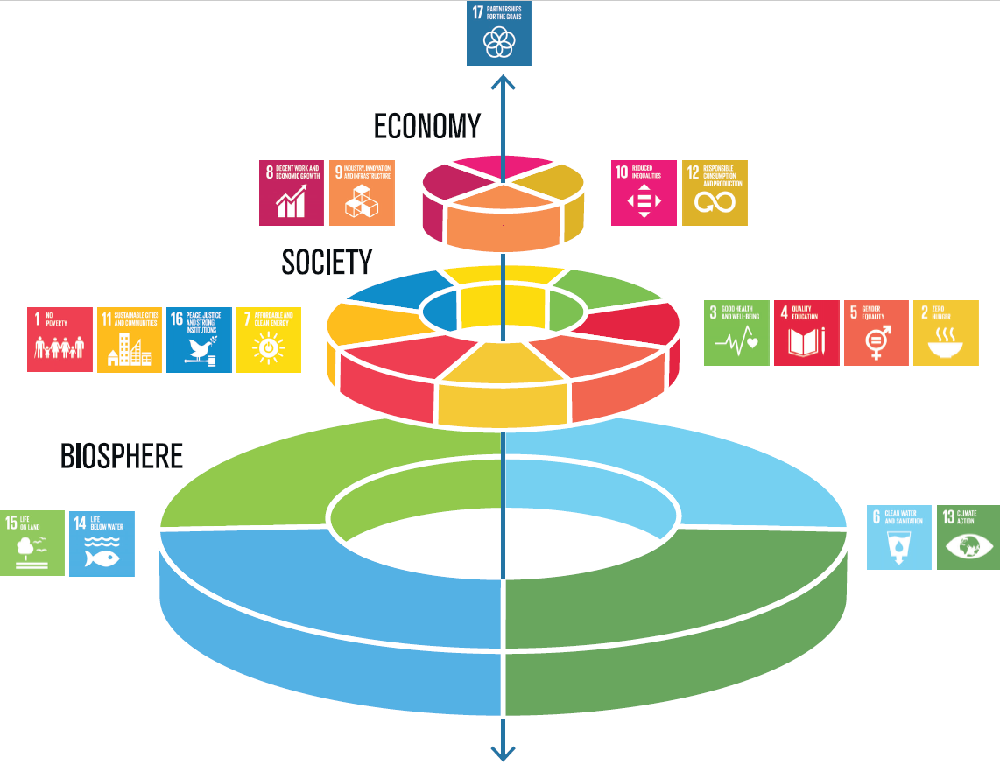 17 PARTNERSHIPS
FOR THE GOALS
ECONOMY
8 DECENT WORK AND
ECONOMIC GROWTH
9 INDUSTRY, INNOVATION
AND INFRASTRUCTURE
10 REDUCED
INEQUALITIES
12 RESPONSIBLE
CONSUMPTION
AND PRODUCTION
SOCIETY
1 NO
POVERTY
11 SUSTAINABLE CITIES
AND COMMUNITIES
16 PEACE, JUSTICE
AND STRONG
INSTITUTIONS
7 AFFORDABLE AND
CLEAN ENERGY
3 GOOD HEALTH
AND WELL-BEING
4 QUALITY
EDUCATION
5 GENDER
EQUALITY
2 ZERO
HUNGER
BIOSPHERE
15 LIFE
ON LAND
14 LIFE
BELOW WATER
6 CLEAN WATER
AND SANITATION
13 CLIMATE
ACTION